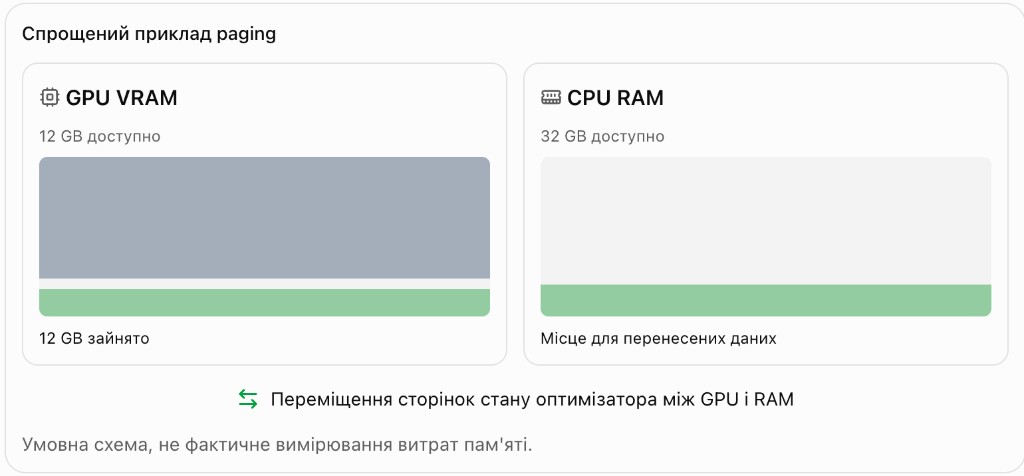 Спрощений приклад paging
GPU VRAM
12 GB доступно
12 GB зайнято
CPU RAM
32 GB доступно
Місце для перенесених даних
Переміщення сторінок стану оптимізатора між GPU і RAM
Умовна схема, не фактичне вимірювання витрат пам'яті.